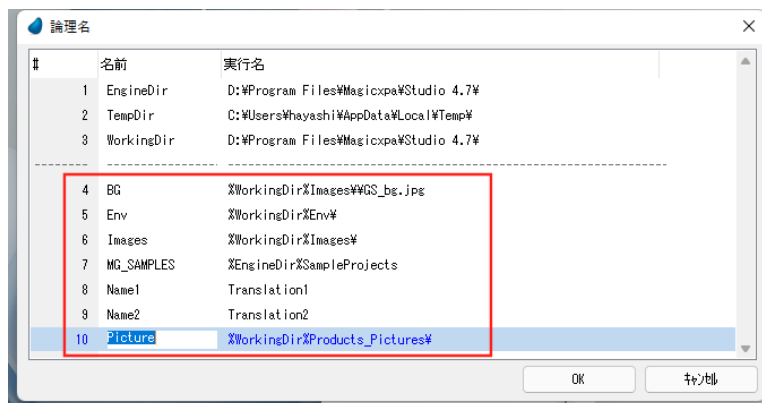 論理名
# 名前 実行名
1 EngineDir D:¥Program Files¥Magicxpa¥Studio 4.7¥
2 TempDir C:¥Users¥hayashi¥AppData¥Local¥Temp¥
3 WorkingDir D:¥Program Files¥Magicxpa¥Studio 4.7¥
4 BG %WorkingDir%Images¥¥GS_bg.jpg
5 Env %WorkingDir%Env¥
6 Images %WorkingDir%Images¥
7 MG_SAMPLES %EngineDir%SampleProjects
8 Name1 Translation1
9 Name2 Translation2
10 Picture %WorkingDir%Products_Pictures¥
OK キャンセル